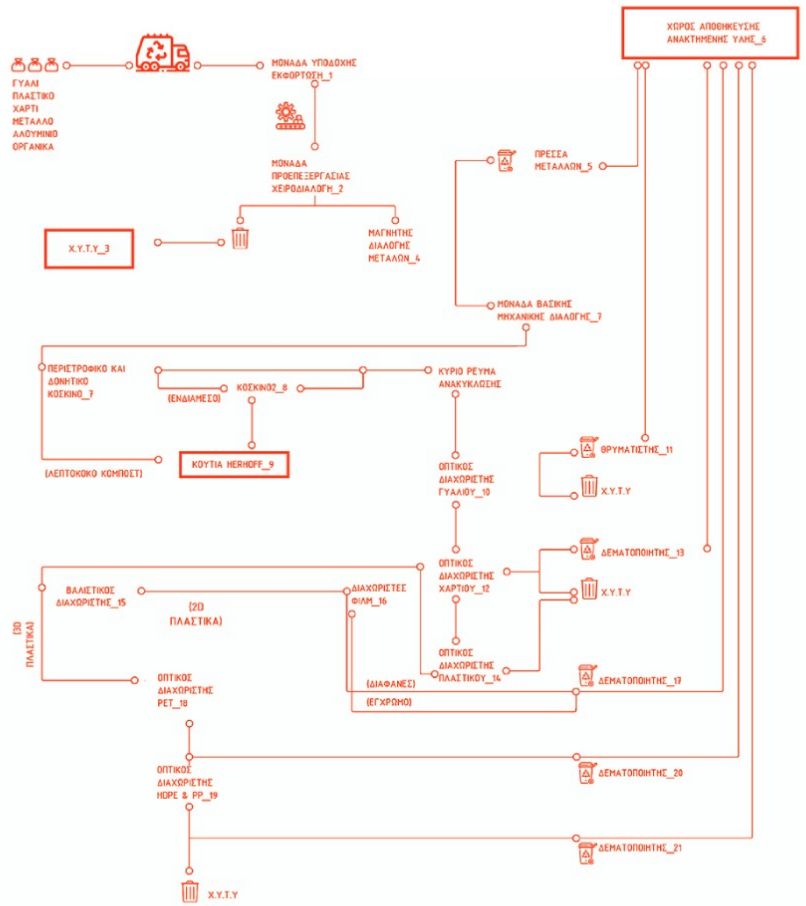 ΧΩΡΟΣ ΑΠΟΘΗΚΕΥΣΗΣ
ΑΝΑΚΤΗΜΕΝΗΣ ΥΛΗΣ_6
ΓΥΑΛΙ
ΠΛΑΣΤΙΚΟ
ΧΑΡΤΙ
ΜΕΤΑΛΛΟ
ΑΛΟΥΜΙΝΙΟ
ΟΡΓΑΝΙΚΑ
ΜΟΝΑΔΑ ΥΠΟΔΟΧΗΣ
ΕΚΦΟΡΤΩΣΗ_1
ΜΟΝΑΔΑ
ΠΡΟΕΠΕΞΕΡΓΑΣΙΑΣ
ΧΕΙΡΟΔΙΑΛΟΓΗ_2
ΠΡΕΣΣΑ
ΜΕΤΑΛΛΩΝ_5
Χ.Υ.Τ.Υ_3
ΜΑΓΝΗΤΗΣ
ΔΙΑΛΟΓΗΣ
ΜΕΤΑΛΩΝ_4
ΜΟΝΑΔΑ ΒΑΣΙΚΗΣ
ΜΗΧΑΝΙΚΗΣ ΔΙΑΛΟΓΗΣ_7
ΠΕΡΙΣΤΡΟΦΙΚΟ ΚΑΙ
ΔΟΝΗΤΙΚΟ
ΚΟΣΚΙΝΟ_7
(ΕΝΔΙΑΜΕΣΟ)
ΚΟΣΚΙΝΟ2_8
ΚΥΡΙΟ ΡΕΥΜΑ
ΑΝΑΚΥΚΛΩΣΗΣ
(ΛΕΠΤΟΚΟΚΟ ΚΟΜΠΟΣΤ)
ΚΟΥΤΙΑ HERHOFF_9
ΟΠΤΙΚΟΣ
ΔΙΑΧΩΡΙΣΤΗΣ
ΓΥΑΛΙΟΥ_10
ΘΡΥΜΑΤΙΣΤΗΣ_11
Χ.Υ.Τ.Υ
ΟΠΤΙΚΟΣ
ΔΙΑΧΩΡΙΣΤΗΣ
ΧΑΡΤΙΟΥ_12
ΔΕΜΑΤΟΠΟΙΗΤΗΣ_13
Χ.Υ.Τ.Υ
ΒΑΛΙΣΤΙΚΟΣ
ΔΙΑΧΩΡΙΣΤΗΣ_15
(2D
ΠΛΑΣΤΙΚΑ)
ΔΙΑΧΩΡΙΣΤΕΣ
ΦΙΛΜ_16
(3D
ΠΛΑΣΤΙΚΑ)
ΟΠΤΙΚΟΣ
ΔΙΑΧΩΡΙΣΤΗΣ
ΠΛΑΣΤΙΚΟΥ_14
ΟΠΤΙΚΟΣ
ΔΙΑΧΩΡΙΣΤΗΣ
PET_18
(ΔΙΑΦΑΝΕΣ)
(ΕΓΧΡΩΜΟ)
ΔΕΜΑΤΟΠΟΙΗΤΗΣ_17
ΟΠΤΙΚΟΣ
ΔΙΑΧΩΡΙΣΤΗΣ
HDPE & PP_19
ΔΕΜΑΤΟΠΟΙΗΤΗΣ_20
ΔΕΜΑΤΟΠΟΙΗΤΗΣ_21
Χ.Υ.Τ.Υ